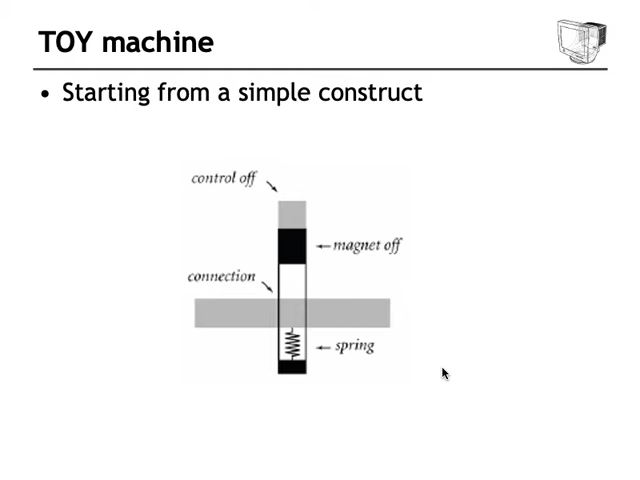 TOY machine
• Starting from a simple construct
control off
magnet off
connection
spring